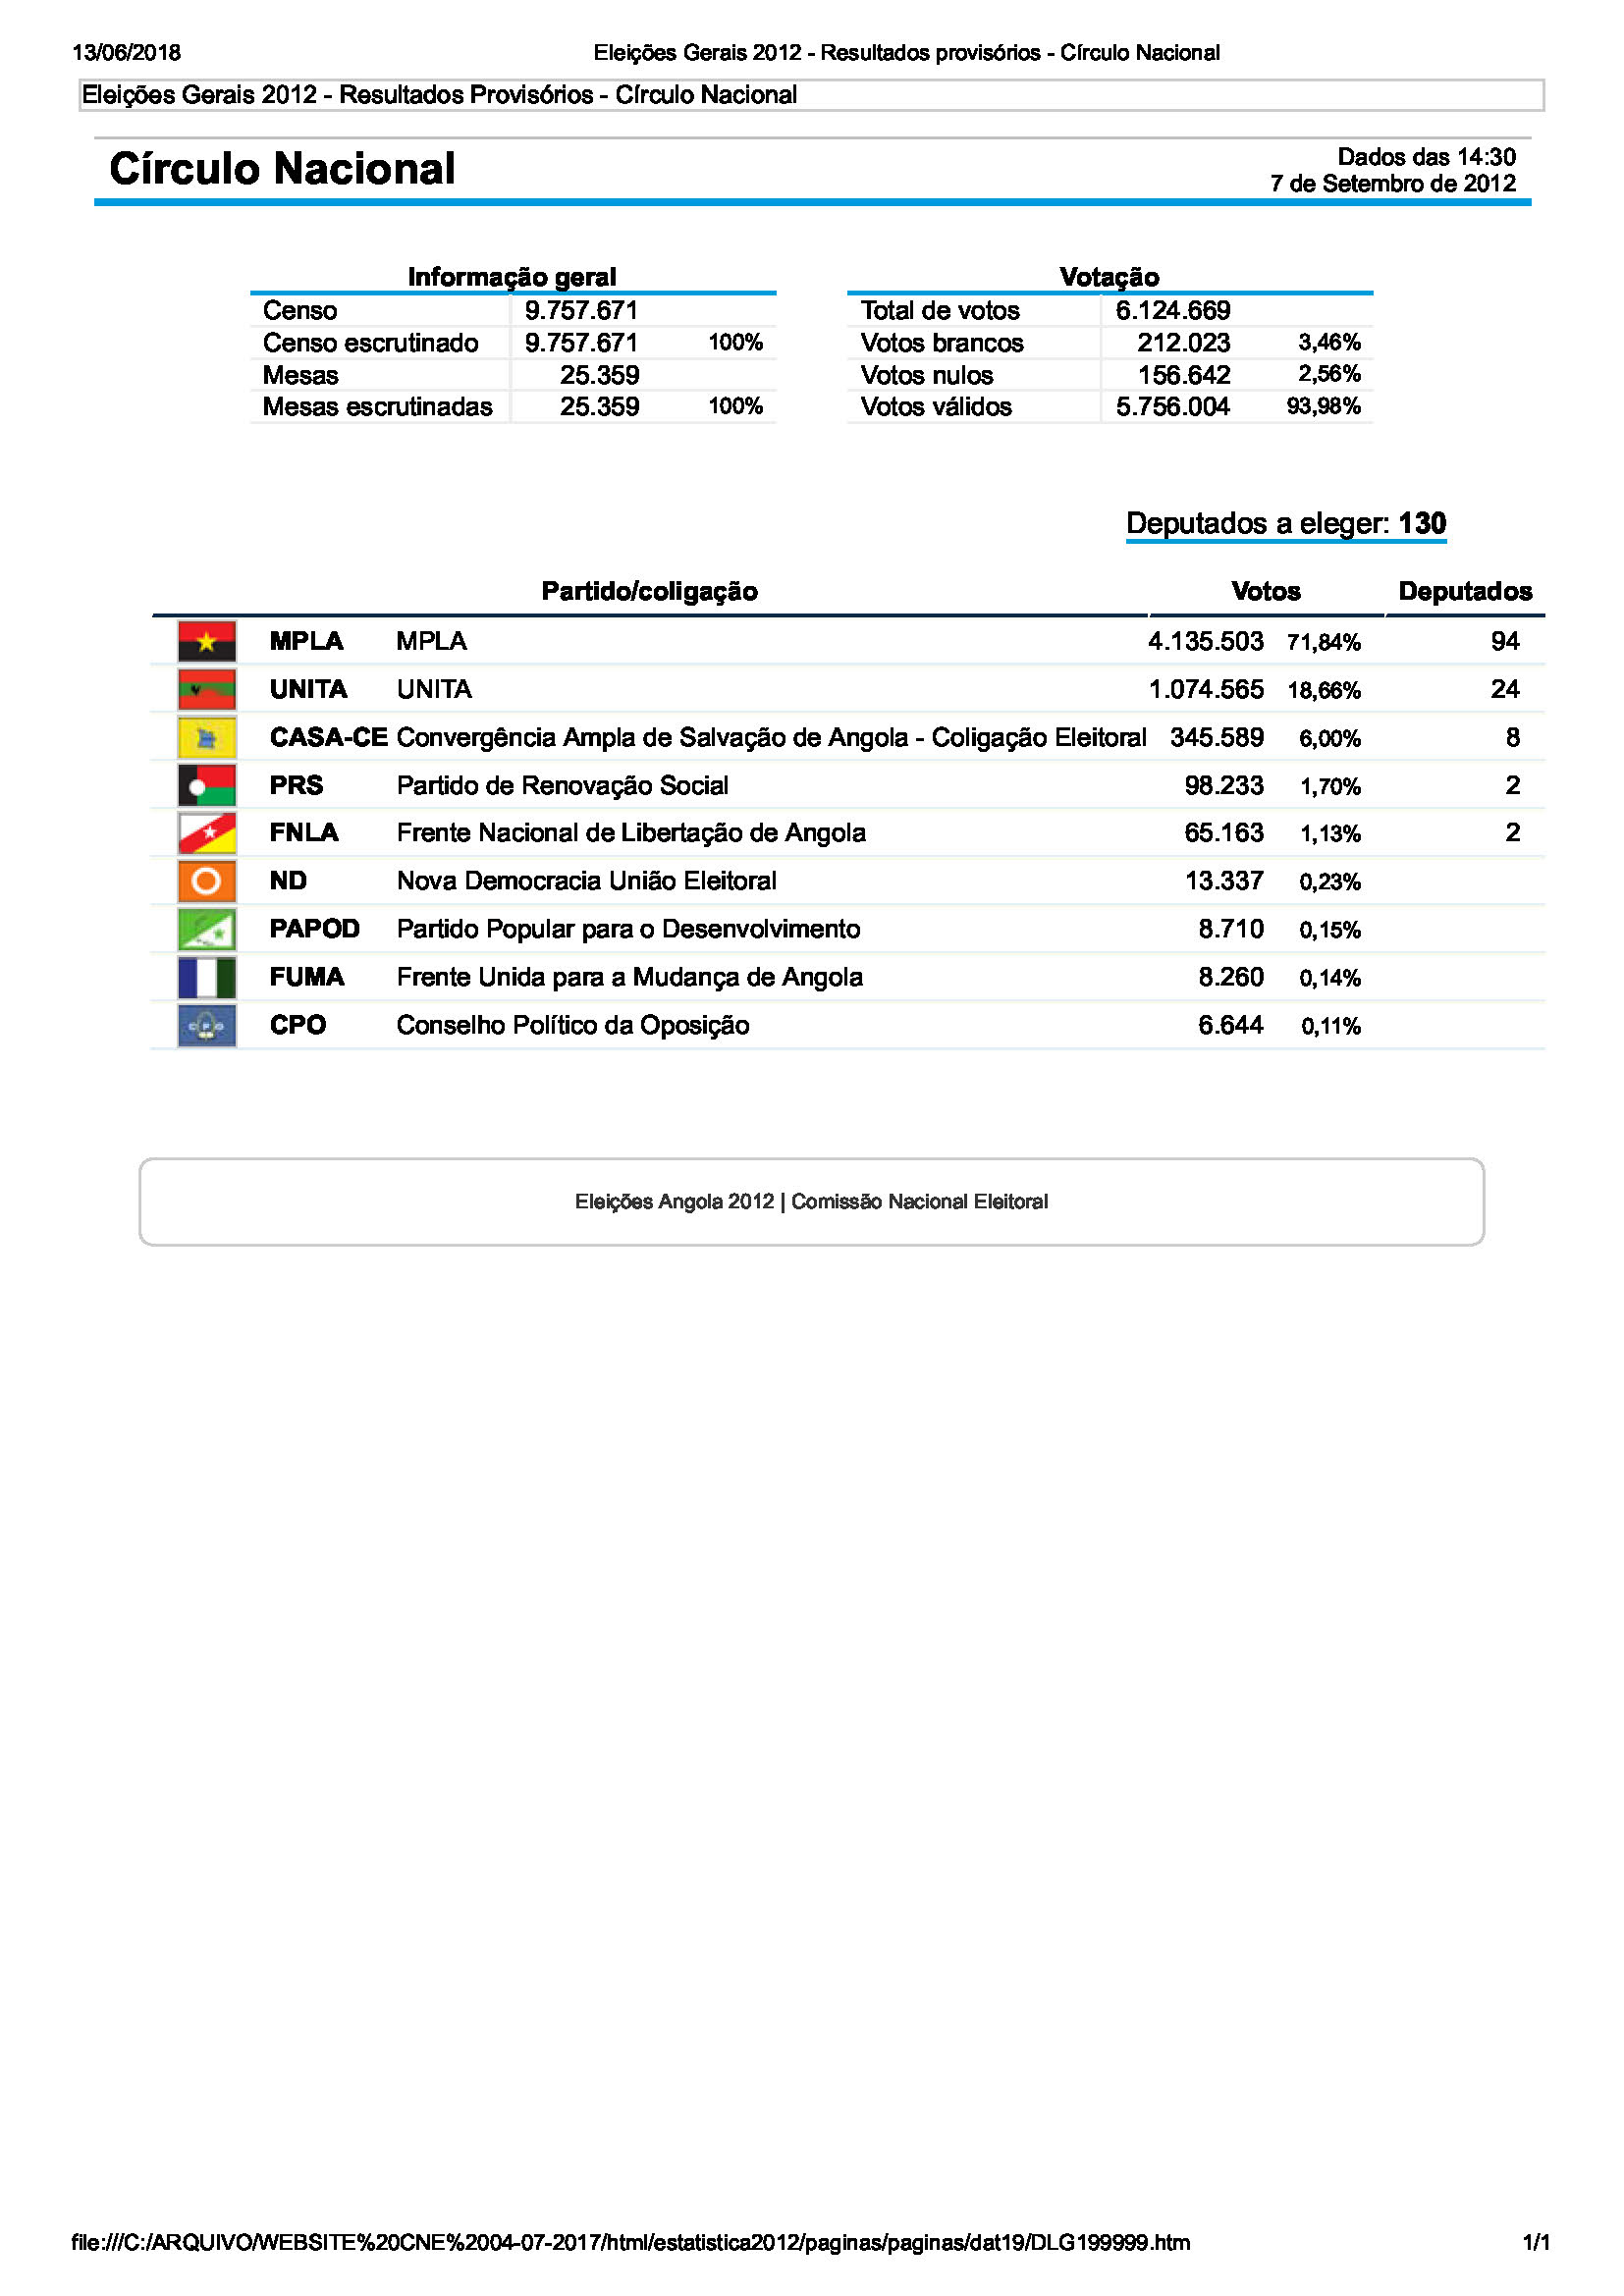 13/06/2018 Eleições Gerais 2012 - Resultados provisórios - Círculo Nacional
Eleições Gerais 2012 - Resultados Provisórios - Círculo Nacional
Círculo Nacional
Dados das 14:30
7 de Setembro de 2012
Informação geral
Censo 9.757.671
Censo escrutinado 9.757.671 100%
Mesas 25.359
Mesas escrutinadas 25.359 100%
Votação
Total de votos 6.124.669
Votos brancos 212.023 3,46%
Votos nulos 156.642 2,56%
Votos válidos 5.756.004 93,98%
Deputados a eleger: 130
Partido/coligação Votos Deputados
MPLA MPLA 4.135.503 71,84% 94
UNITA UNITA 1.074.565 18,66% 24
CASA-CE Convergência Ampla de Salvação de Angola - Coligação Eleitoral 345.589 6,00% 8
PRS Partido de Renovação Social 98.233 1,70% 2
FNLA Frente Nacional de Libertação de Angola 65.163 1,13% 2
ND Nova Democracia União Eleitoral 13.337 0,23%
PAPOD Partido Popular para o Desenvolvimento 8.710 0,15%
FUMA Frente Unida para a Mudança de Angola 8.260 0,14%
CPO Conselho Político da Oposição 6.644 0,11%
Eleições Angola 2012 | Comissão Nacional Eleitoral
file:///C:/ARQUIVO/WEBSITE%20CNE%2004-07-2017/html/estatistica2012/paginas/paginas/dat19/DLG199999.htm 1/1